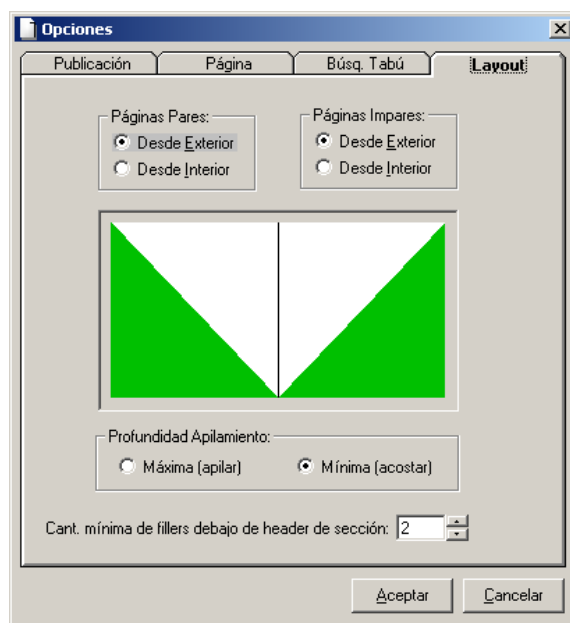 Opciones
Publicación Página Búsq. Tabú Layout
Páginas Pares: Páginas Impares:
Desde Exterior Desde Exterior
Desde Interior Desde Interior
Profundidad Apilamiento:
Máxima (apilar) Mínima (acostar)
Cant. mínima de fillers debajo de header de sección: 2
Aceptar Cancelar